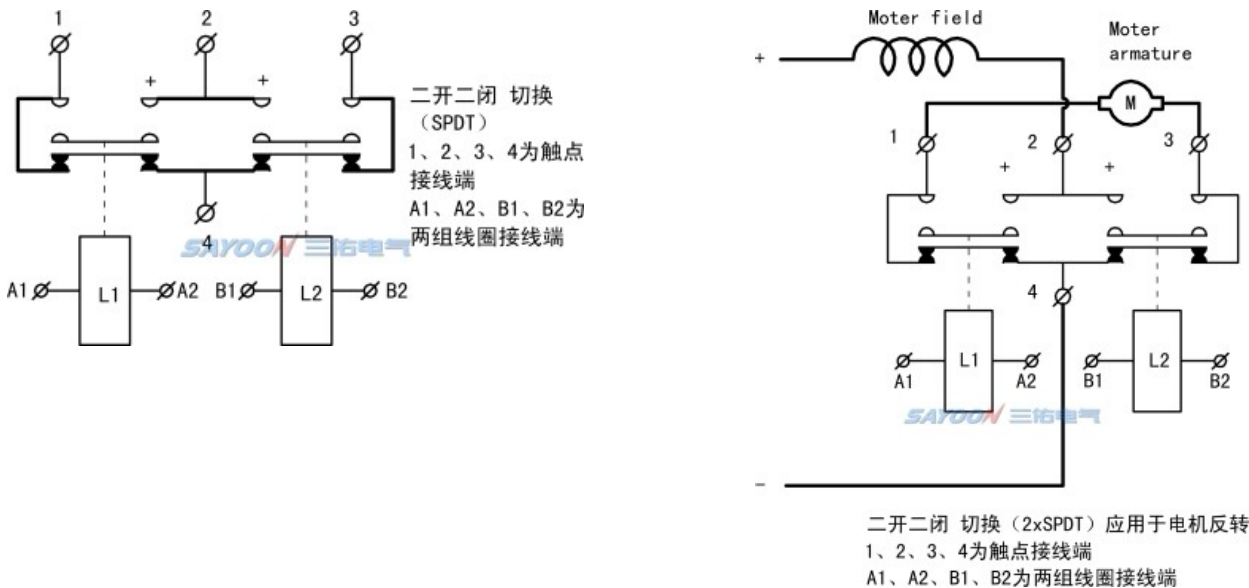 1 2 3
+ +
二开二闭 切换
（SPDT）
1、2、3、4为触点
接线端
A1、A2、B1、B2为
两组线圈接线端
4
SAYOON 三佑电气
A1 L1 A2 B1 L2 B2
Moter field
Moter
armature
+
M
1 2 3
+ +
4
L1 L2
A1 A2 B1 B2
SAYOON 三佑电气
-
二开二闭 切换（2xSPDT）应用于电机反转
1、2、3、4为触点接线端
A1、A2、B1、B2为两组线圈接线端